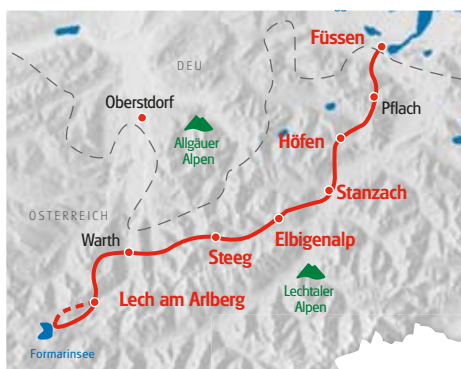 Füssen
DEU
Pflach
Oberstdorf
Allgäuer
Alpen
Höfen
Stanzach
ÖSTERREICH
Warth
Steeg
Elbigenalp
Lechtaler
Alpen
Lech am Arlberg
Formarinsee